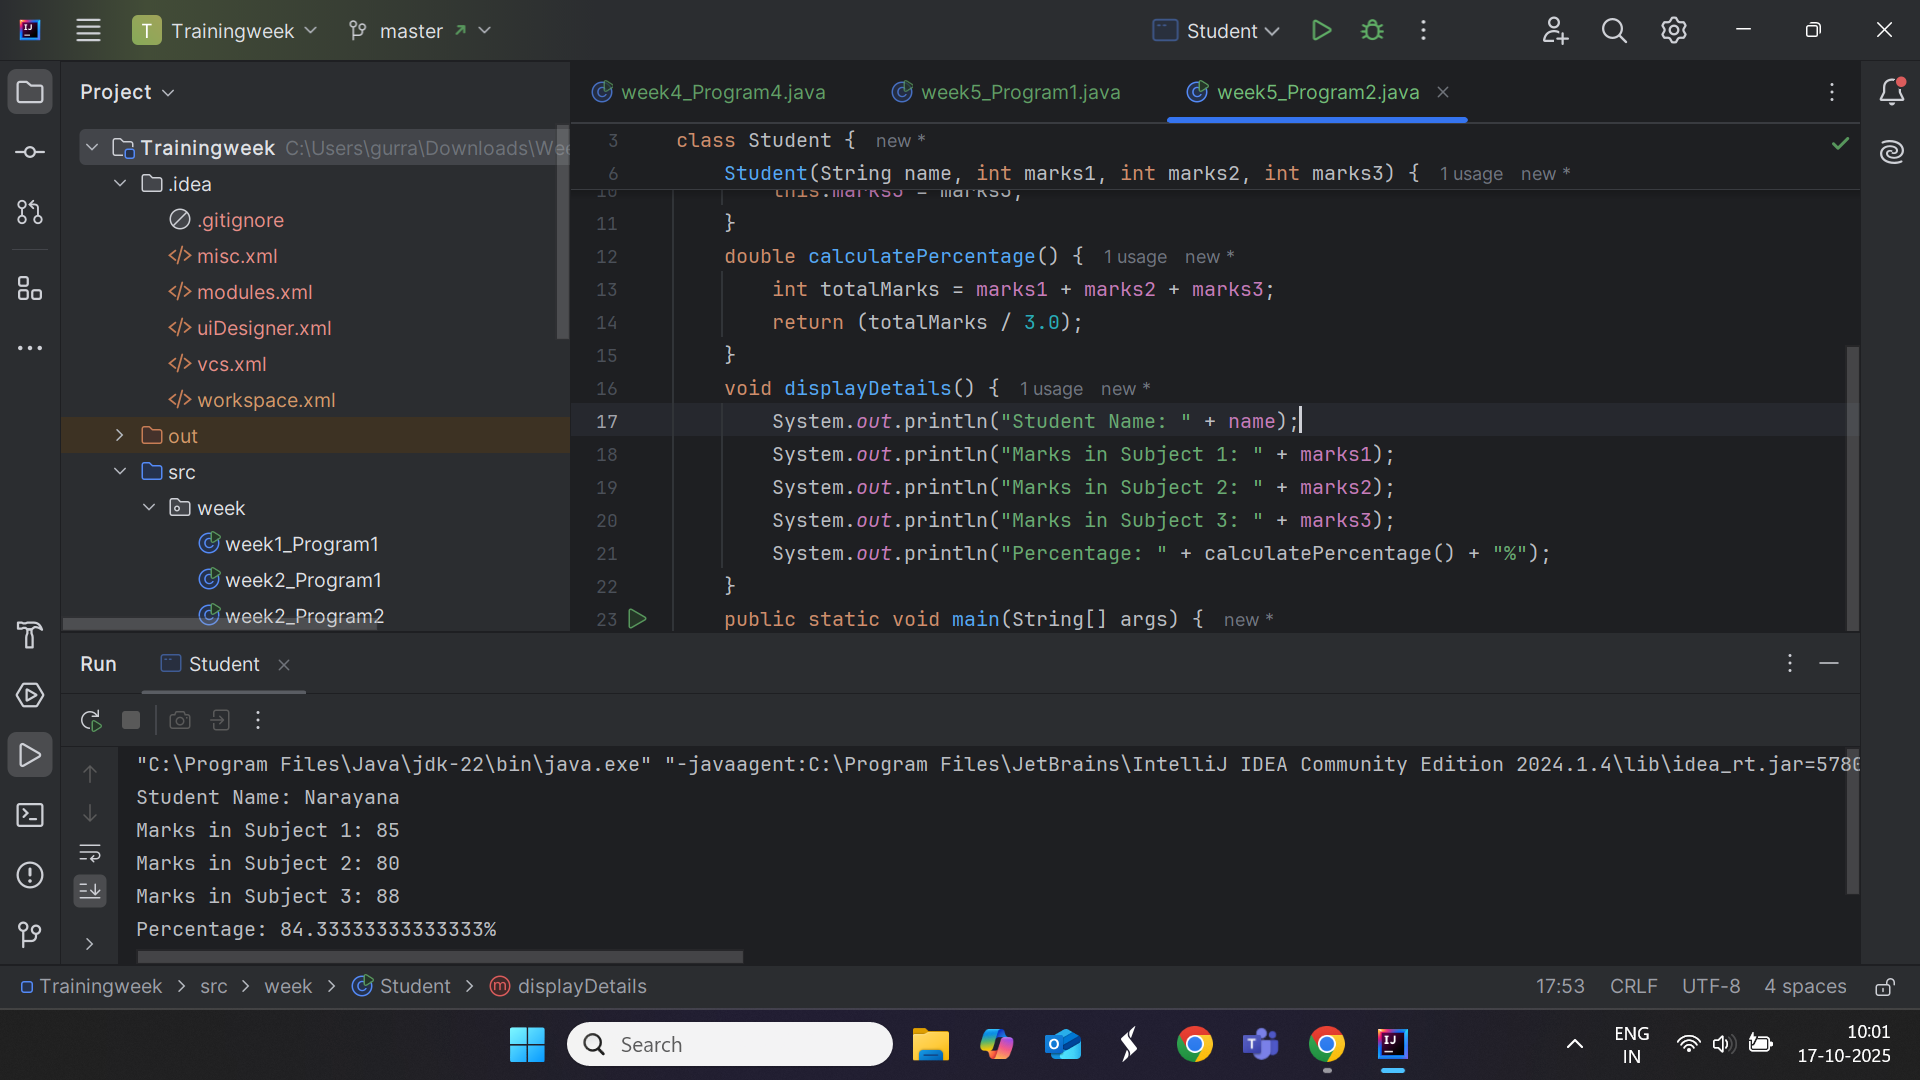 T Trainingweek master Student
Project
Trainingweek C:\Users\gurra\Downloads\Wee
.idea
.gitignore
misc.xml
modules.xml
uiDesigner.xml
vcs.xml
workspace.xml
out
src
week
week1_Program1
week2_Program1
week2_Program2
week4_Program4.java week5_Program1.java week5_Program2.java
3 class Student { new *
6 Student(String name, int marks1, int marks2, int marks3) { 1 usage new *
10 this.marks3 = marks3;
11 }
12 double calculatePercentage() { 1 usage new *
13 int totalMarks = marks1 + marks2 + marks3;
14 return (totalMarks / 3.0);
15 }
16 void displayDetails() { 1 usage new *
17 System.out.println("Student Name: " + name);
18 System.out.println("Marks in Subject 1: " + marks1);
19 System.out.println("Marks in Subject 2: " + marks2);
20 System.out.println("Marks in Subject 3: " + marks3);
21 System.out.println("Percentage: " + calculatePercentage() + "%");
22 }
23 public static void main(String[] args) { new *
Run Student
"C:\Program Files\Java\jdk-22\bin\java.exe" "-javaagent:C:\Program Files\JetBrains\IntelliJ IDEA Community Edition 2024.1.4\lib\idea_rt.jar=5780
Student Name: Narayana
Marks in Subject 1: 85
Marks in Subject 2: 80
Marks in Subject 3: 88
Percentage: 84.33333333333333%
Trainingweek > src > week > Student > displayDetails
17:53 CRLF UTF-8 4 spaces
Search
ENG
IN
10:01
17-10-2025